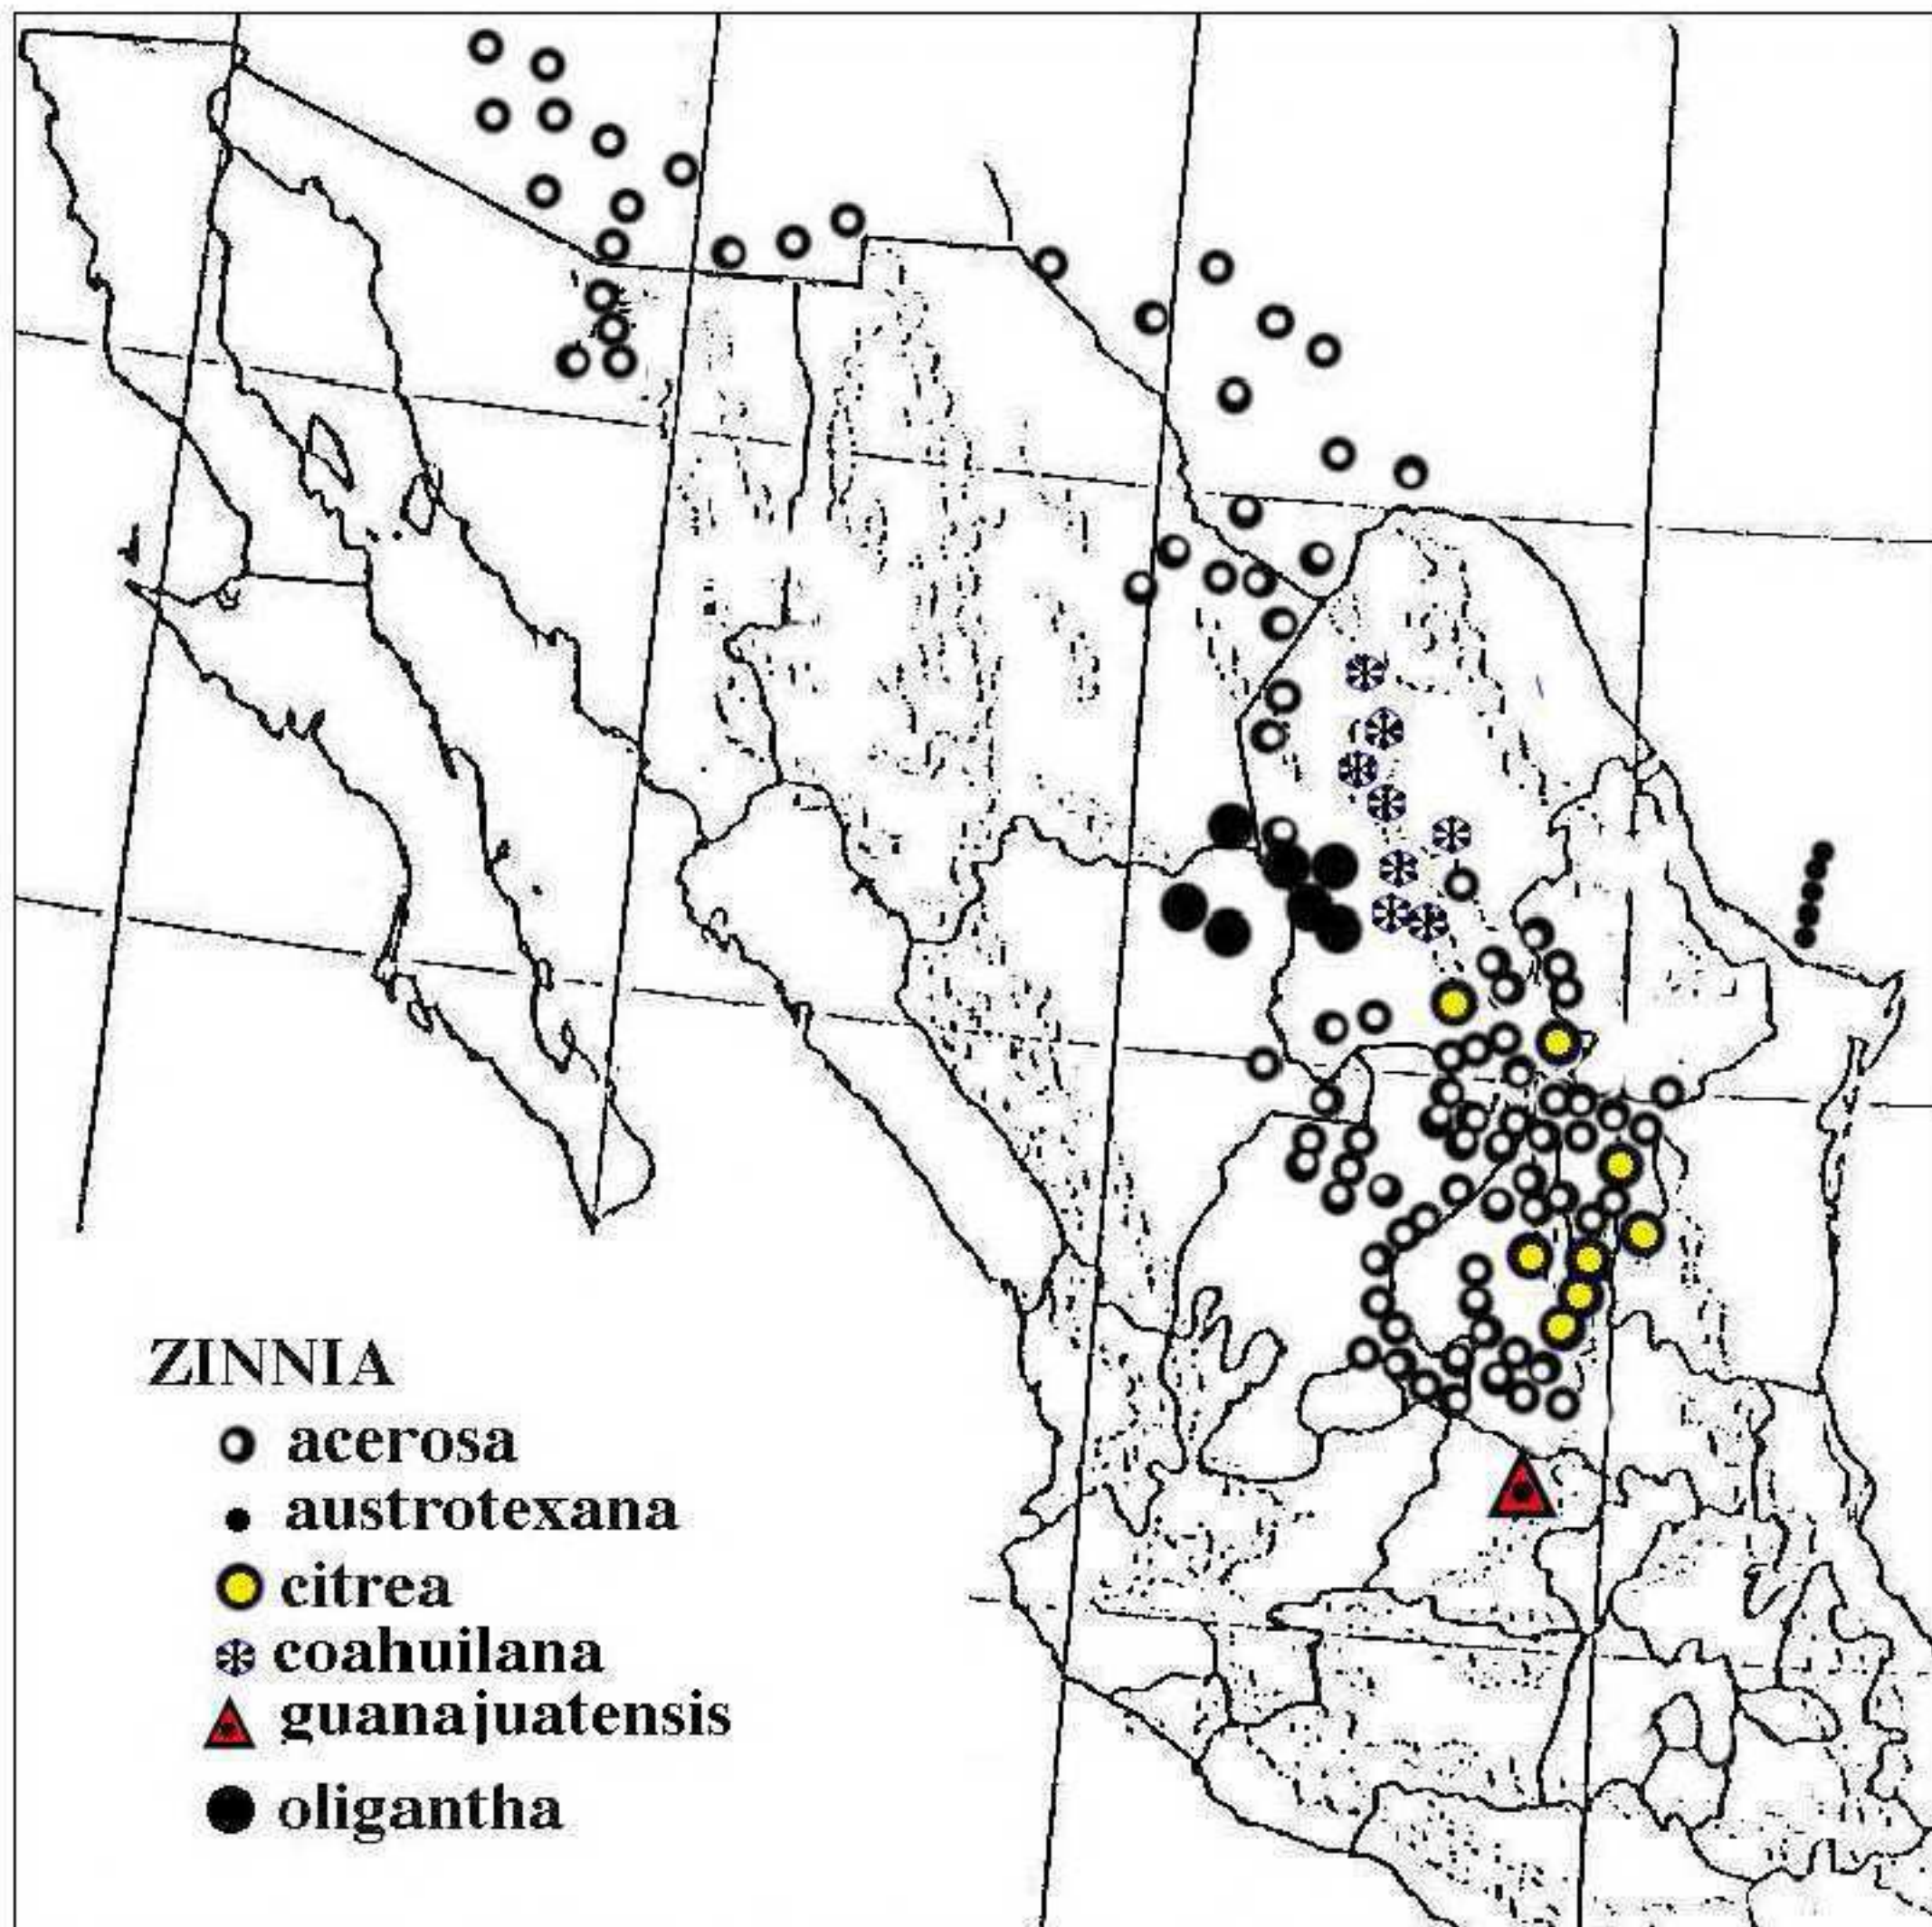 ZINNIA
acerosa
austrotexana
citrea
coahuilana
guanajuatensis
oligantha